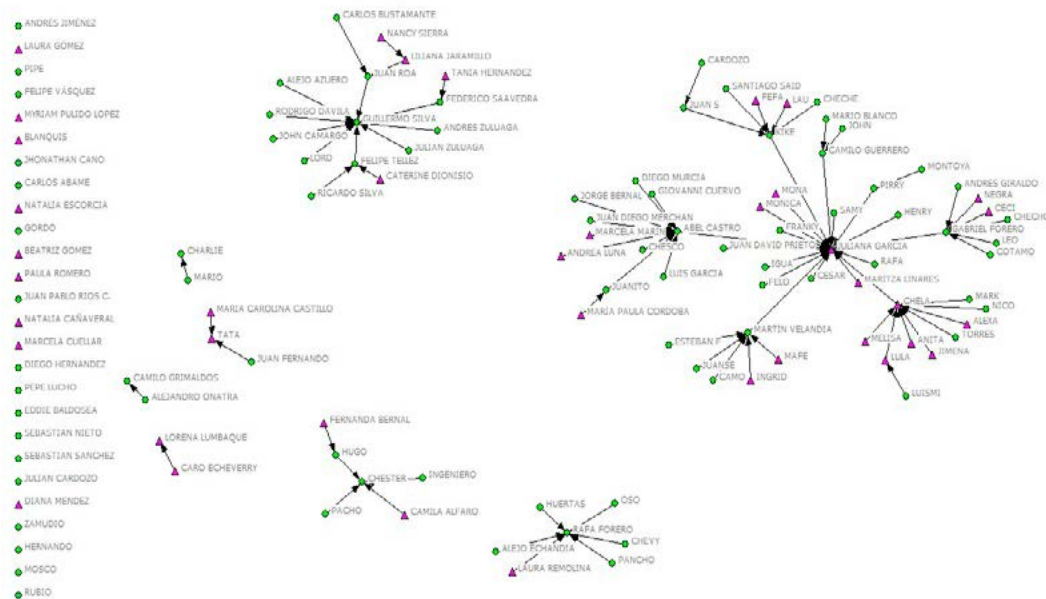 ANDRÉS JIMÉNEZ
LAURA GÓMEZ
PIPE
FELIPE VÁSQUEZ
MYRIAM PULIDO LOPEZ
BLANQUIS
JHONATHAN CANO
CARLOS ABAME
NATALIA ESCORCIA
GORDO
BEATRIZ GOMEZ
PAULA ROMERO
JUAN PABLO RIOS C.
NATALIA CAÑAVERAL
MARCELA CUELLAR
DIEGO HERNANDEZ
PEPE LUCHO
EDDIE BALDOSEA
SEBASTIAN NIETO
SEBASTIAN SANCHEZ
JULIAN CARDOZO
DIANA MENDEZ
ZAMUDIO
HERNANDO
MOSCO
RUBIO
CARLOS BUSTAMANTE
NANCY SIERRA
LILIANA JARAMILLO
JUAN ROA
TANIA HERNANDEZ
ALEJO AZUERO
FEDERICO SAAVEDRA
RODRIGO DAVILA
GUILLERMO SILVA
ANDRES ZULUAGA
JOHN CAMARGO
JULIAN ZULUAGA
LORD
FELIPE TELLEZ
CATERINE DIONISIO
RICARDO SILVA
CHARLIE
MARIO
MARIA CAROLINA CASTILLO
TATA
JUAN FERNANDO
CAMILO GRIMALDOS
ALEJANDRO ONATRA
LORENA LUMBAQUE
CARO ECHEVERRY
FERNANDA BERNAL
HUGO
CHESTER
INGENIERO
PACHO
CAMILA ALFARO
HUERTAS
OSO
RAFA FORERO
CHEVY
ALEJO ECHANDIA
PANCHO
LAURA REMOLINA
CARDOZO
SANTIAGO SAID
PEPA
LAU
CHECHE
JUAN S
KIKE
MARIO BLANCO
JOHN
CAMILO GUERRERO
MONTOYA
PIRRY
DIEGO MURCIA
GIOVANNI CUERVO
JORGE BERNAL
JUAN DIEGO MERCHAN
MARCELA MARIN
ABEL CASTRO
ANDREA LUNA
CHESCO
LUIS GARCIA
JUANITO
MARIA PAULA CORDOBA
MONA
MONICA
SAMY
HENRY
FRANKY
JUAN DAVID PRIETO
JULIANA GARCIA
IGUA
RAFA
FELO
CESAR
MARITZA LINARES
ANDRES GIRALDO
NEGRA
CECI
CHECHO
GABRIEL FORERO
LEO
COTAMO
CHELA
MARK
NICO
ALEXA
TORRES
MELISA
ANITA
JIMENA
LULA
LUISMI
MARTIN VELANDIA
ESTEBAN F
MAFE
JUANSE
CAMO
INGRID